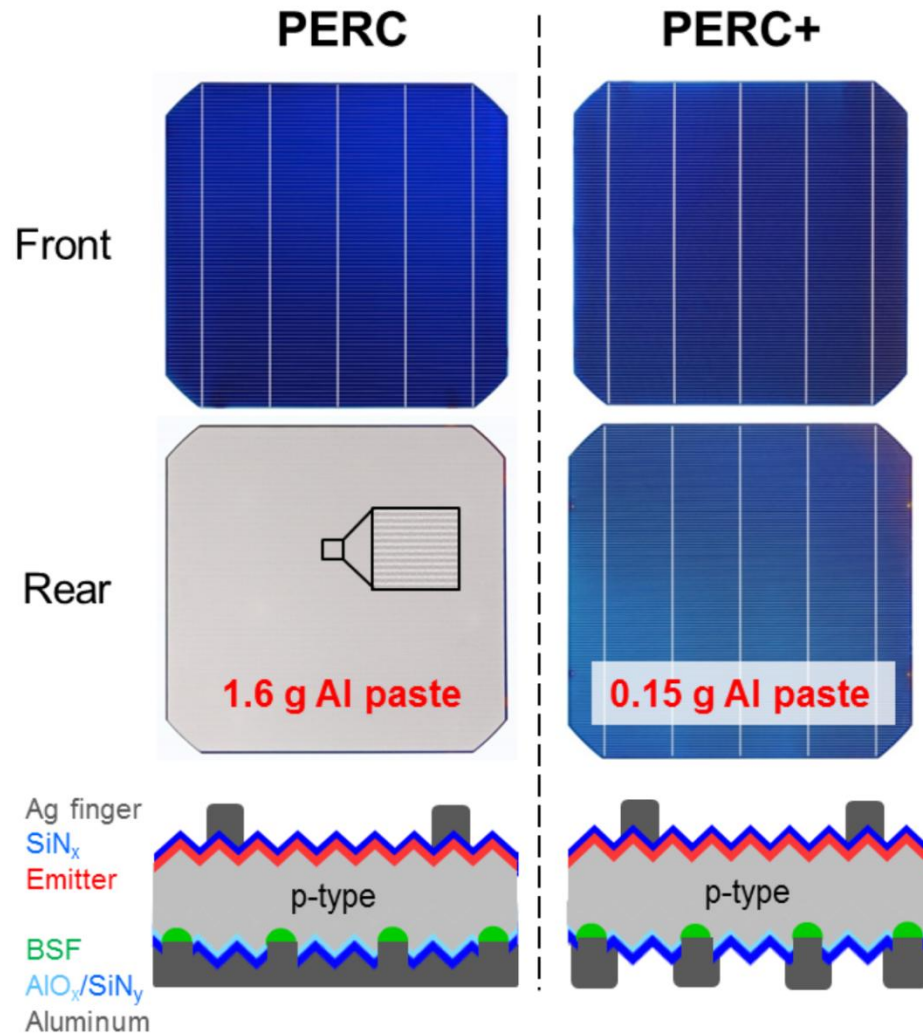 PERC
PERC+
Front
Rear
1.6 g Al paste
0.15 g Al paste
Ag finger
SiNₓ
Emitter
p-type
p-type
BSF
AlOₓ/SiNᵧ
Aluminum